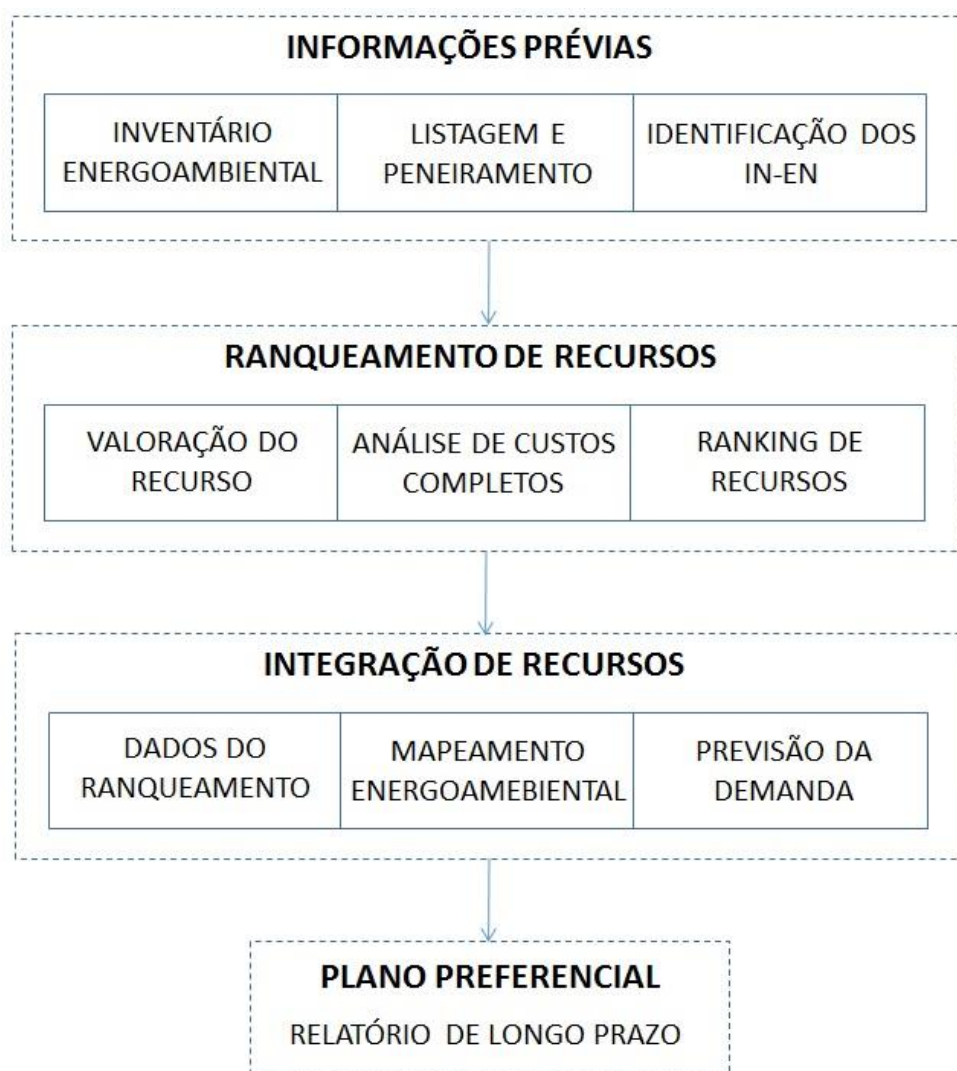 INFORMAÇÕES PRÉVIAS
INVENTÁRIO
ENERGOAMBIENTAL
LISTAGEM E
PENEIRAMENTO
IDENTIFICAÇÃO DOS
IN-EN
RANQUEAMENTO DE RECURSOS
VALORAÇÃO DO
RECURSO
ANÁLISE DE CUSTOS
COMPLETOS
RANKING DE
RECURSOS
INTEGRAÇÃO DE RECURSOS
DADOS DO
RANQUEAMENTO
MAPEAMENTO
ENERGOAMEBIENTAL
PREVISÃO DA
DEMANDA
PLANO PREFERENCIAL
RELATÓRIO DE LONGO PRAZO